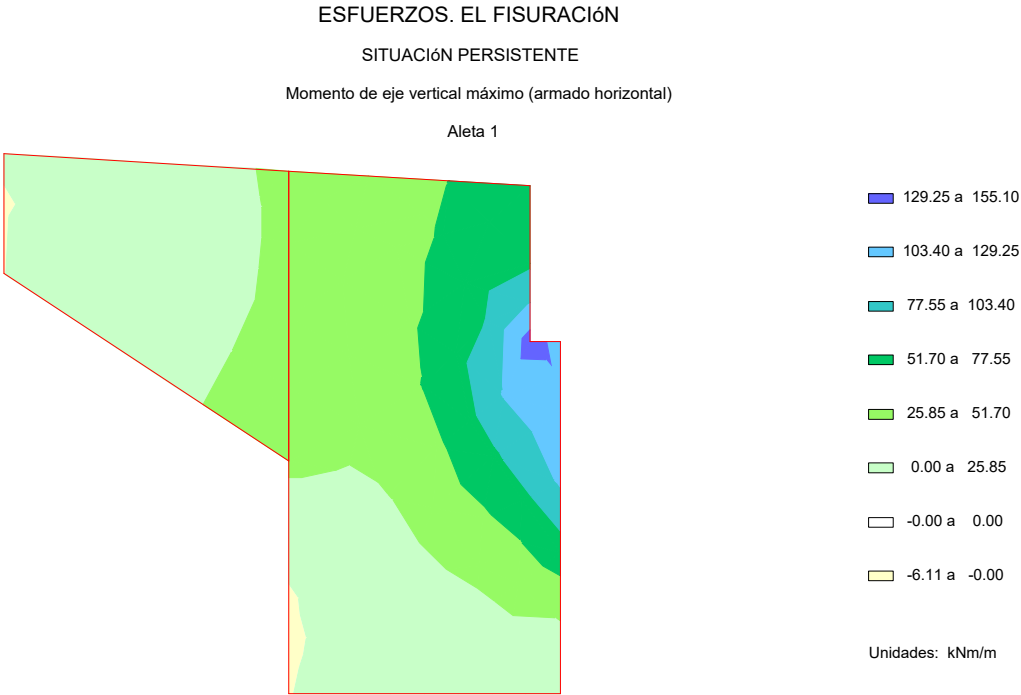 ESFUERZOS. EL FISURACIóN
SITUACIóN PERSISTENTE
Momento de eje vertical máximo (armado horizontal)
Aleta 1
129.25 a 155.10
103.40 a 129.25
77.55 a 103.40
51.70 a 77.55
25.85 a 51.70
0.00 a 25.85
-0.00 a 0.00
-6.11 a -0.00
Unidades: kNm/m